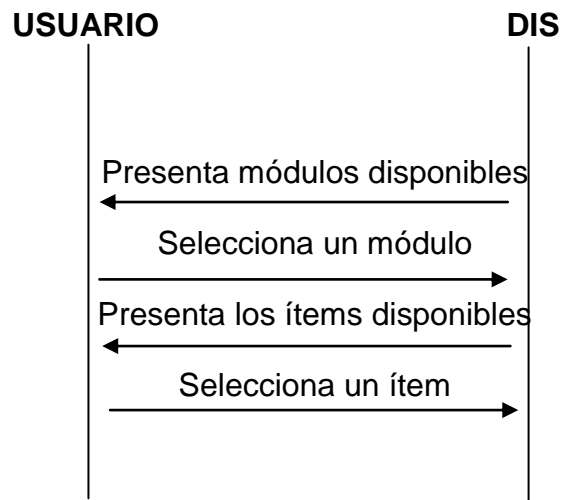 USUARIO DIS
Presenta módulos disponibles
Selecciona un módulo
Presenta los ítems disponibles
Selecciona un ítem